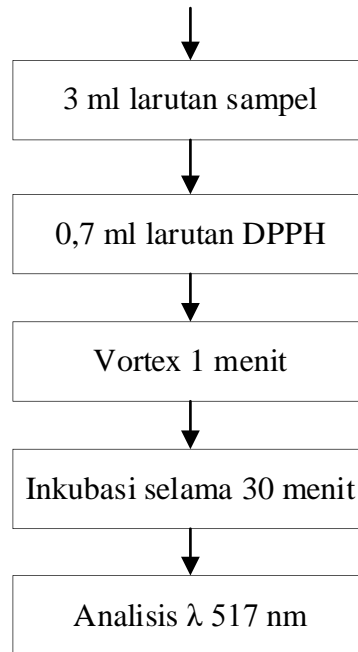 3 ml larutan sampel
0,7 ml larutan DPPH
Vortex 1 menit
Inkubasi selama 30 menit
Analisis λ 517 nm